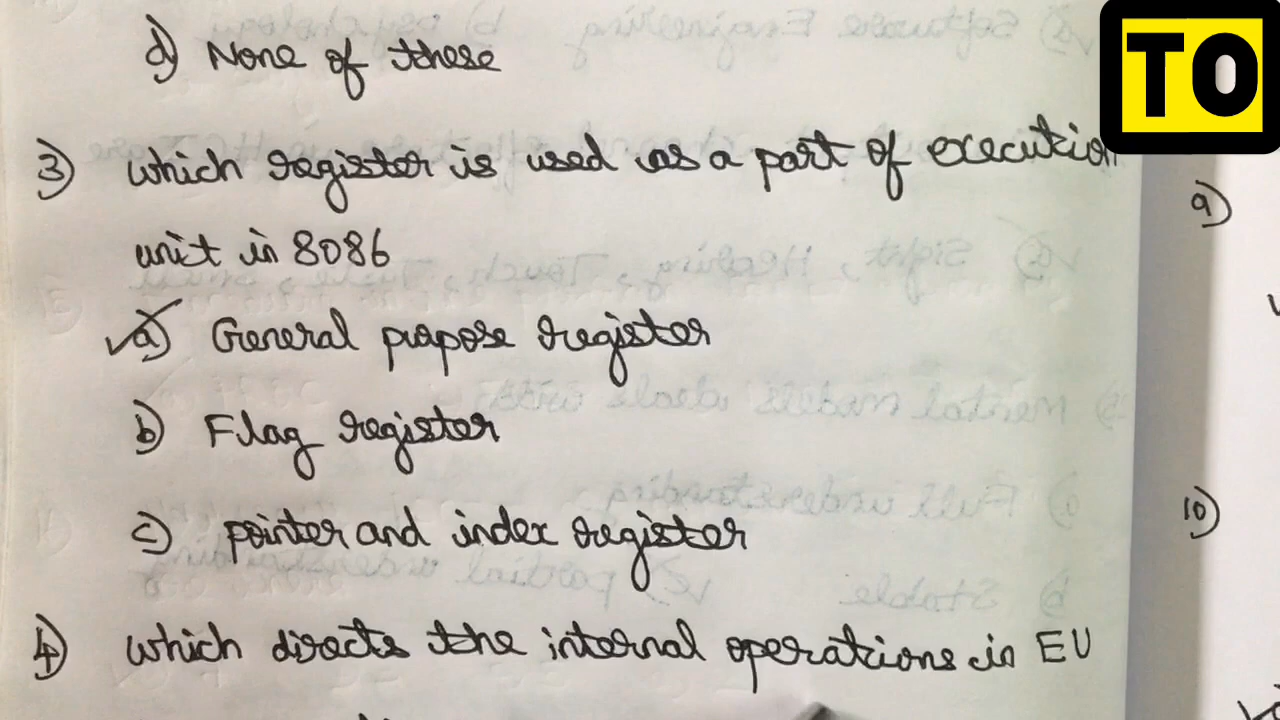 d) None of these
TO
3) which register is used as a part of execution
unit in 8086
a) General prapose register
b) Flag register
c) pointer and index register
4) which directs the internal operations in EU
9)
10)